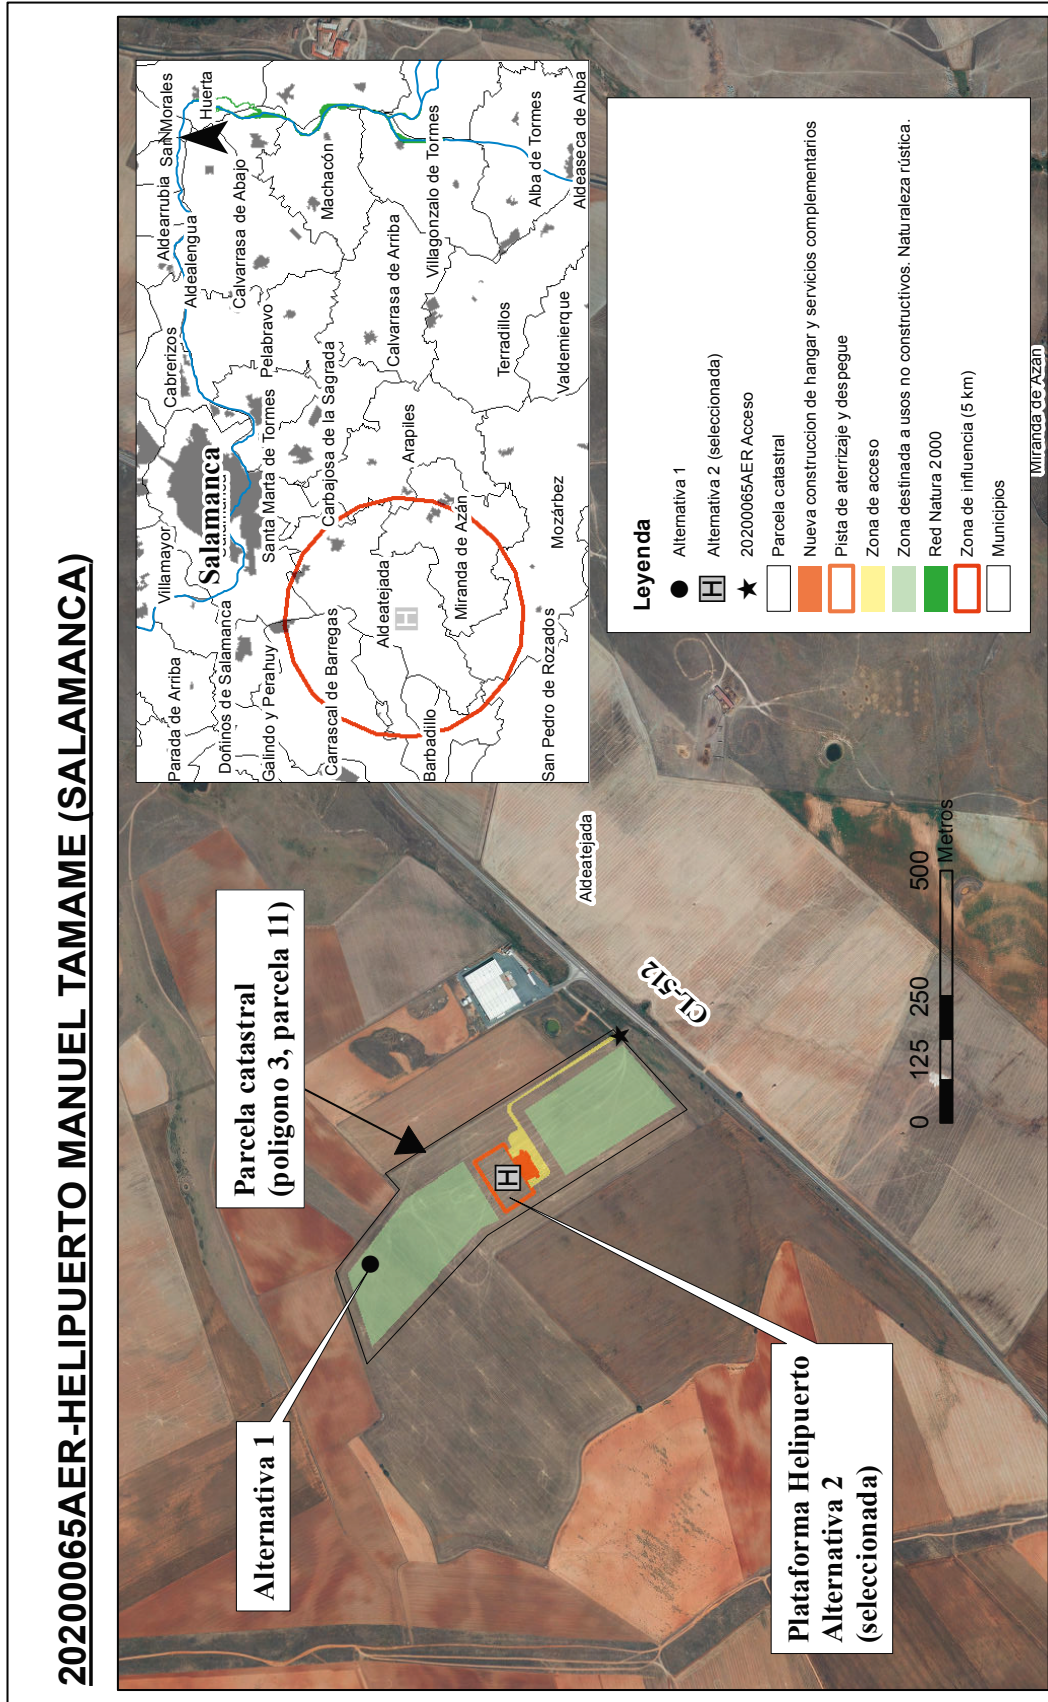 20200065AER-HELIPUERTO MANUEL TAMAME (SALAMANCA)
Alternativa 1
Parcela catastral
(poligono 3, parcela 11)
Plataforma Helipuerto
Alternativa 2
(seleccionada)
H
CL-512
Aldeatejada
Miranda de Azán
0 125 250 500
Metros
Parada de Arriba
Villamayor
Cabrerizos
Aldearrubia
San Morales
Huerta
Aldealengua
Salamanca
Doñinos de Salamanca
Galindo y Perahuy
Santa Marta de Tormes
Pelabravo
Calvarrasa de Abajo
Machacón
Carrascal de Barregas
Carbajosa de la Sagrada
Aldeatejada
H
Arapiles
Calvarrasa de Arriba
Villagonzalo de Tormes
Barbadillo
Miranda de Azán
Terradillos
Alba de Tormes
San Pedro de Rozados
Mozárbez
Valdemierque
Aldeaseca de Alba
Leyenda
Alternativa 1
H Alternativa 2 (seleccionada)
20200065AER Acceso
Parcela catastral
Nueva construccion de hangar y servicios complementarios
Pista de aterrizaje y despegue
Zona de acceso
Zona destinada a usos no constructivos. Naturaleza rústica.
Red Natura 2000
Zona de influencia (5 km)
Municipios